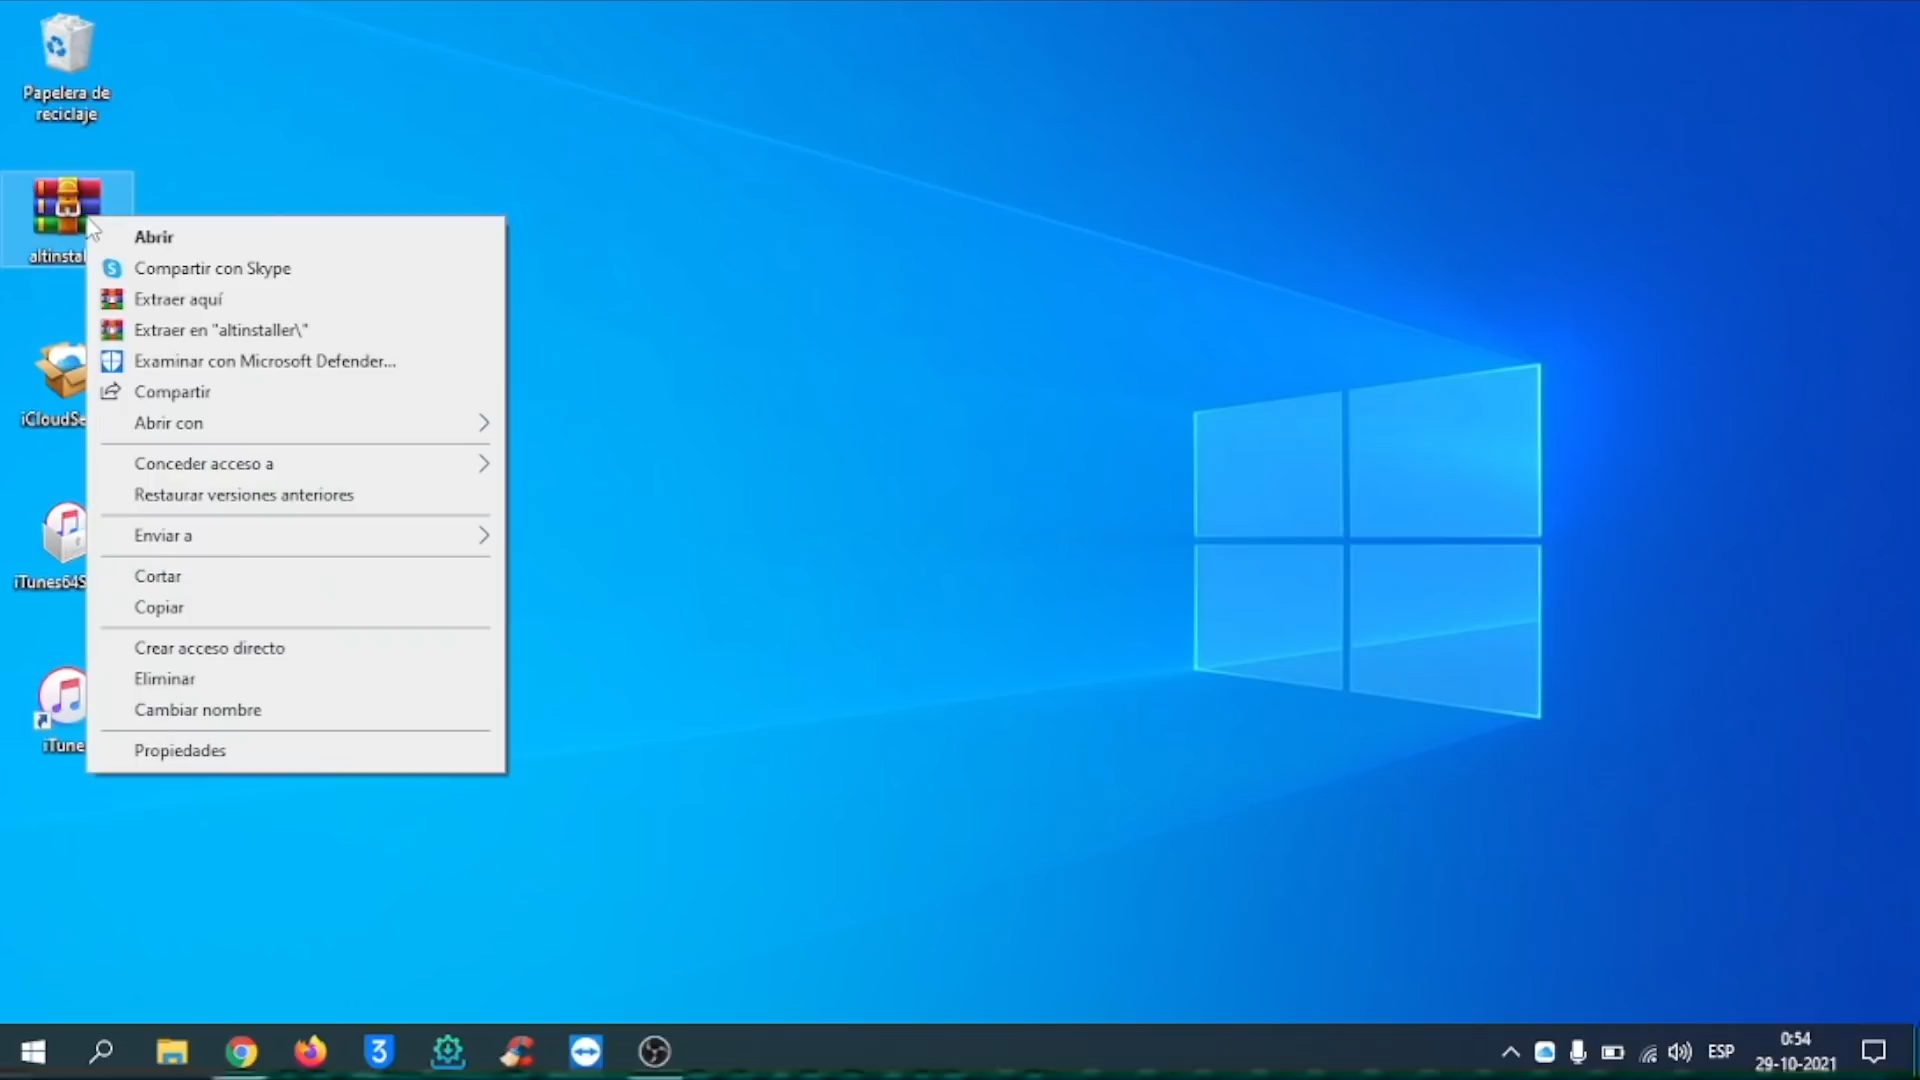 Papelera de
reciclaje
altinstal
Abrir
Compartir con Skype
Extraer aquí
Extraer en "altinstaller\"
Examinar con Microsoft Defender...
Compartir
Abrir con
Conceder acceso a
Restaurar versiones anteriores
Enviar a
Cortar
Copiar
Crear acceso directo
Eliminar
Cambiar nombre
Propiedades
iCloudSe
iTunes64S
iTune
3
ESP
0:54
29-10-2021